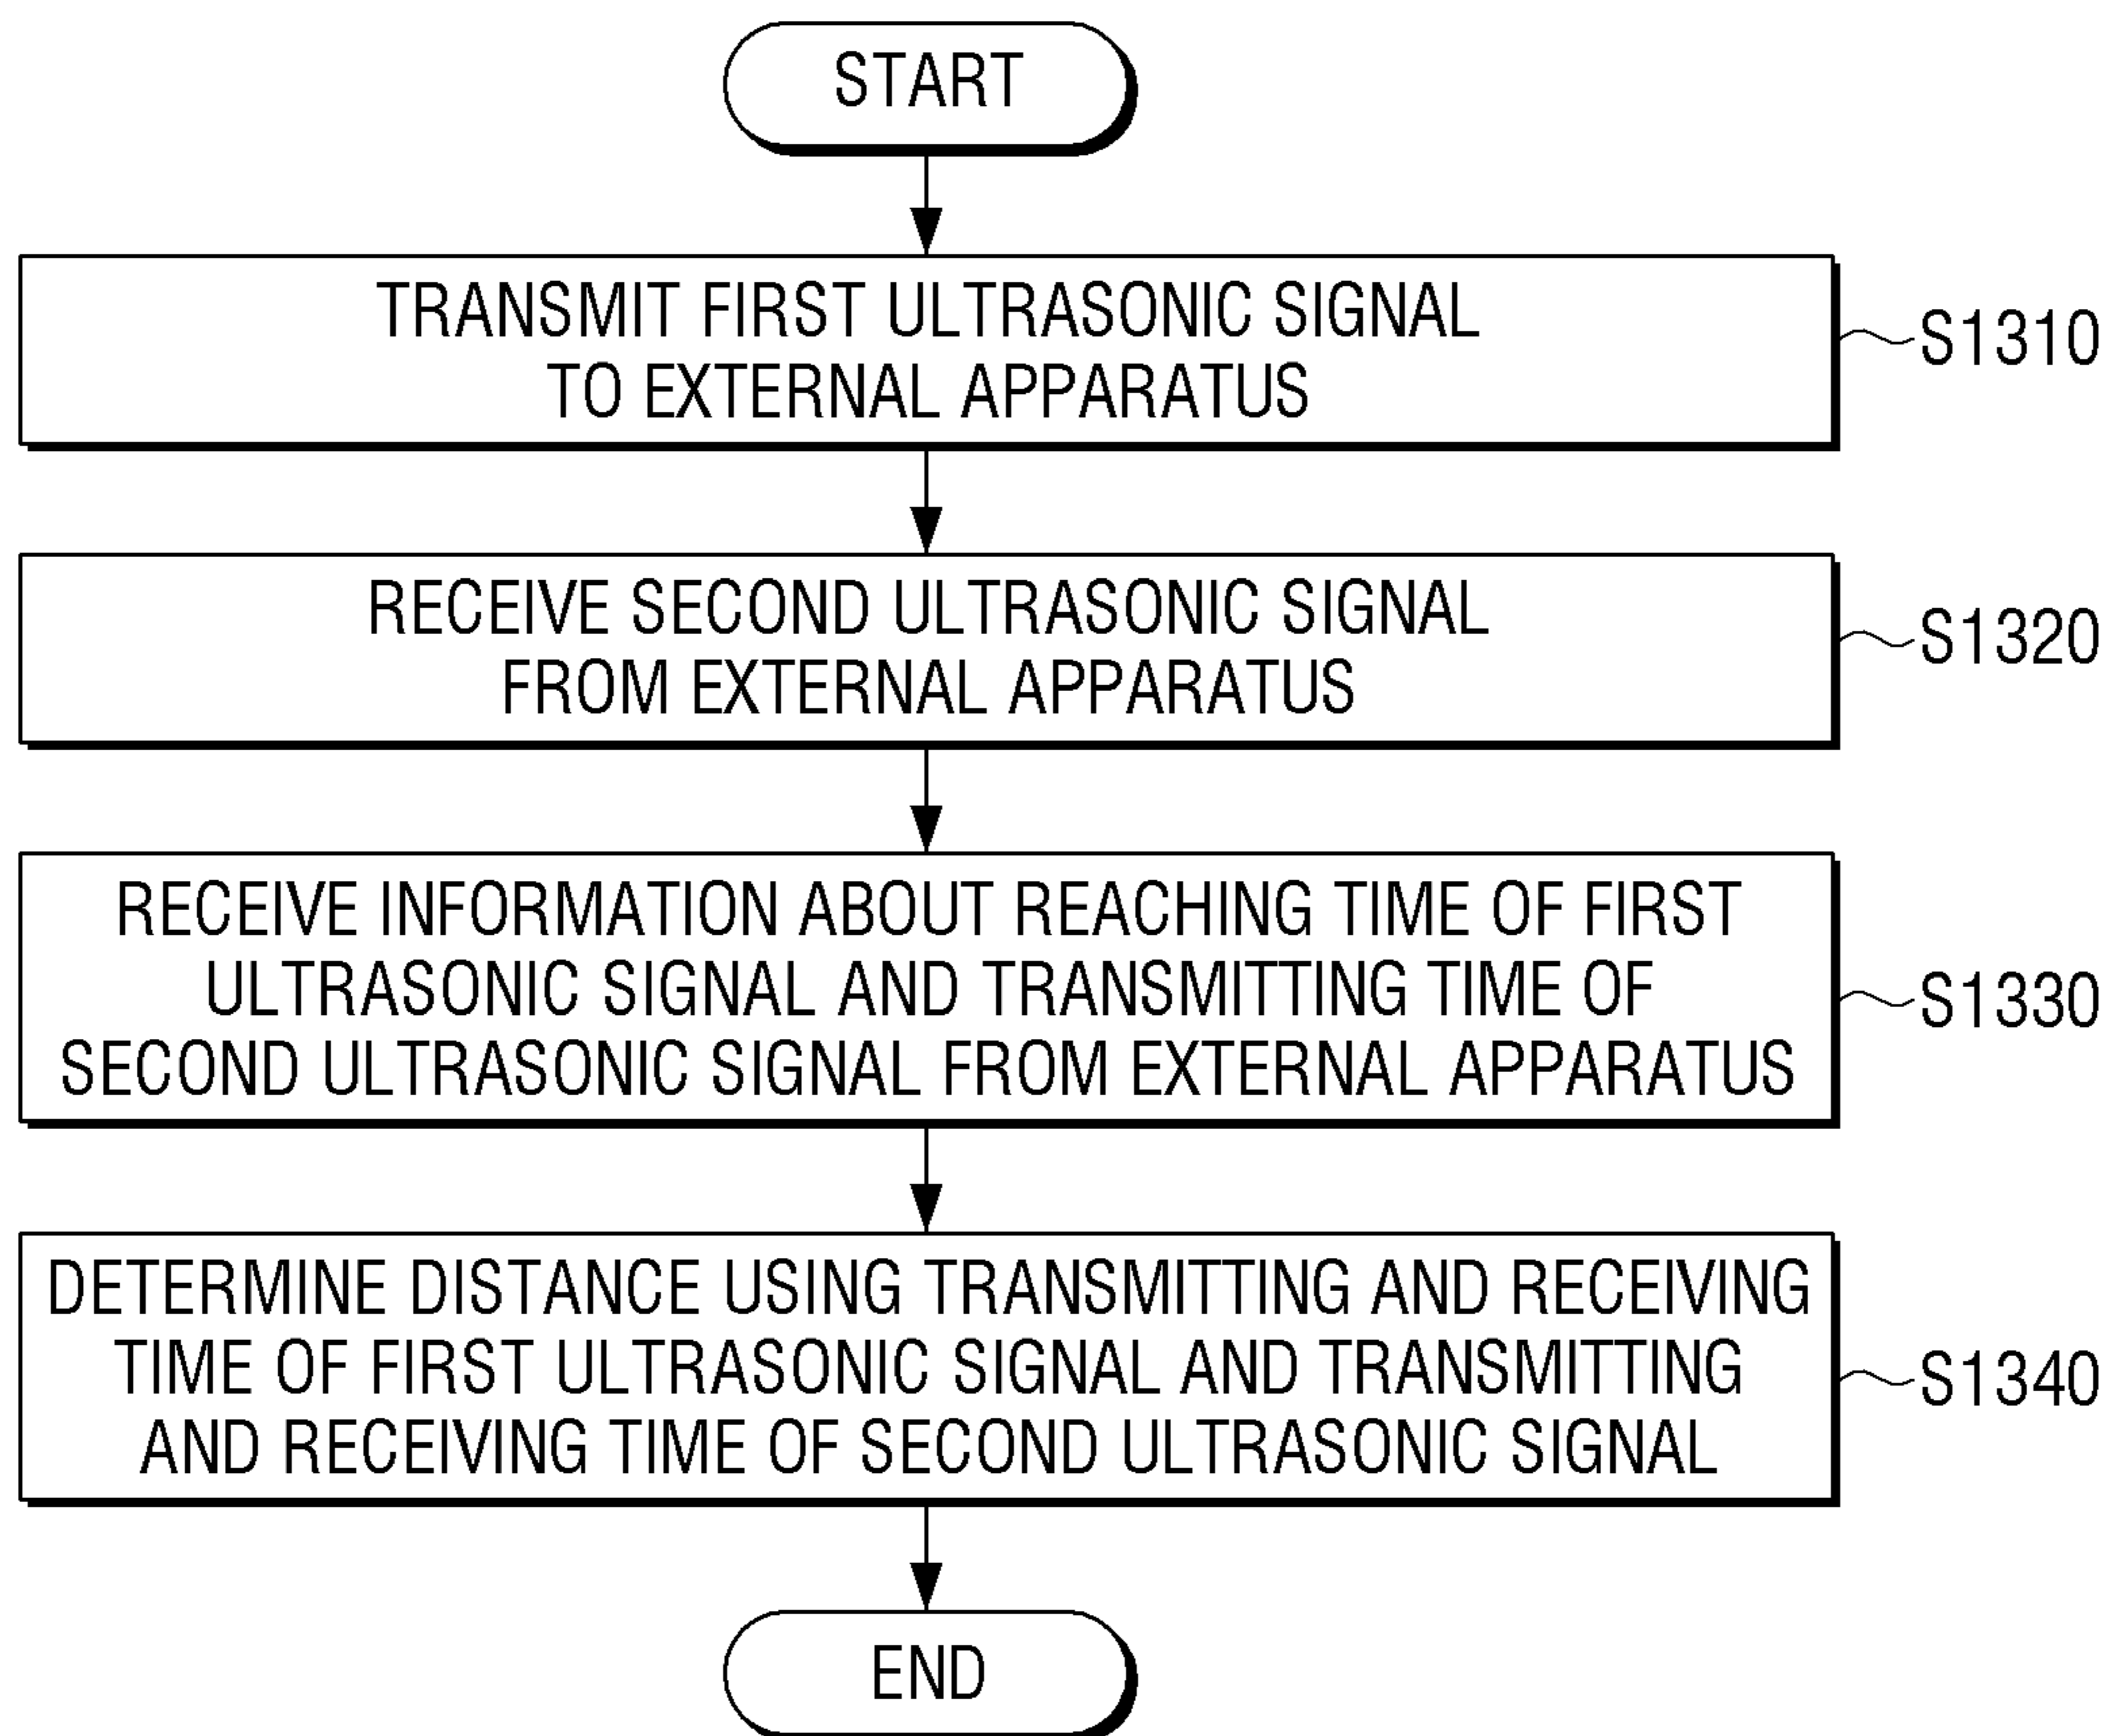 START
TRANSMIT FIRST ULTRASONIC SIGNAL
TO EXTERNAL APPARATUS
S1310
RECEIVE SECOND ULTRASONIC SIGNAL
FROM EXTERNAL APPARATUS
S1320
RECEIVE INFORMATION ABOUT REACHING TIME OF FIRST
ULTRASONIC SIGNAL AND TRANSMITTING TIME OF
SECOND ULTRASONIC SIGNAL FROM EXTERNAL APPARATUS
S1330
DETERMINE DISTANCE USING TRANSMITTING AND RECEIVING
TIME OF FIRST ULTRASONIC SIGNAL AND TRANSMITTING
AND RECEIVING TIME OF SECOND ULTRASONIC SIGNAL
S1340
END